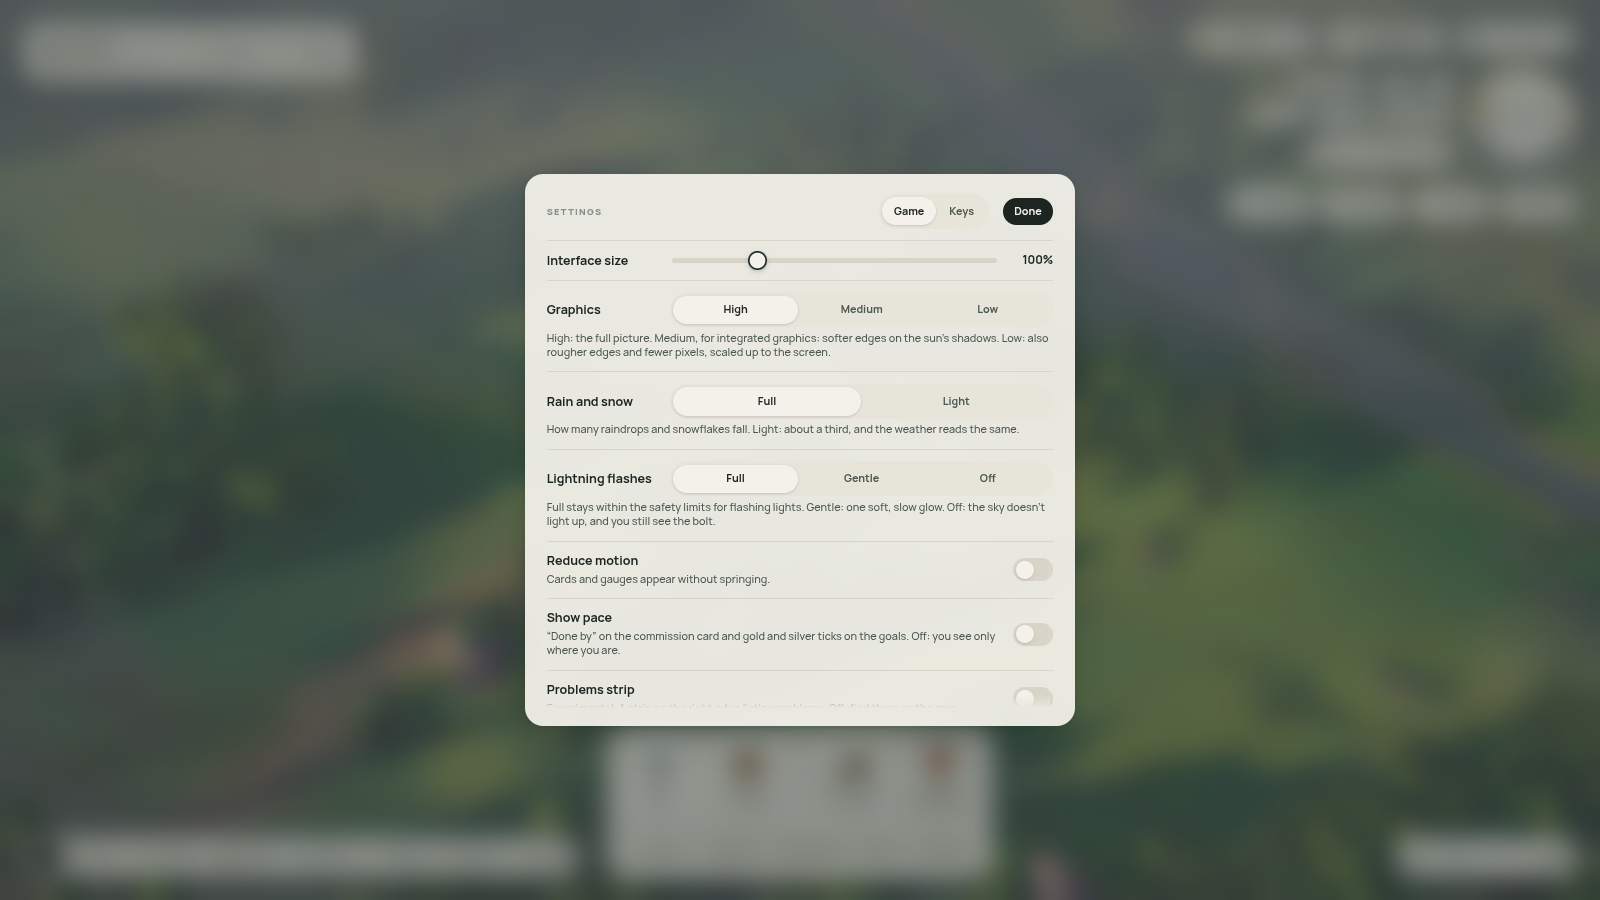 SETTINGS
Game
Keys
Done
Interface size
100%
Graphics
High
Medium
Low
High: the full picture. Medium, for integrated graphics: softer edges on the sun's shadows. Low: also
rougher edges and fewer pixels, scaled up to the screen.
Rain and snow
Full
Light
How many raindrops and snowflakes fall. Light: about a third, and the weather reads the same.
Lightning flashes
Full
Gentle
Off
Full stays within the safety limits for flashing lights. Gentle: one soft, slow glow. Off: the sky doesn't
light up, and you still see the bolt.
Reduce motion
Cards and gauges appear without springing.
Show pace
“Done by” on the commission card and gold and silver ticks on the goals. Off: you see only
where you are.
Problems strip